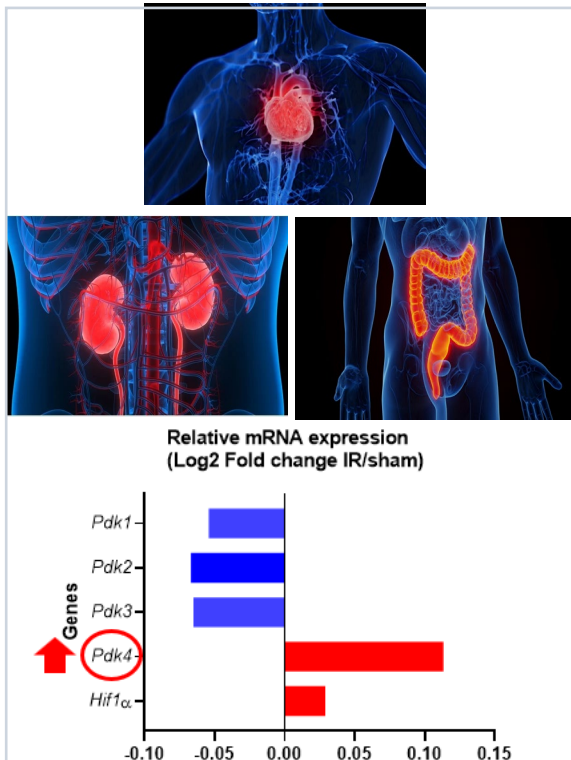 Relative mRNA expression
(Log2 Fold change IR/sham)
Genes
Pdk1
Pdk2
Pdk3
Pdk4
Hif1α
-0.10 -0.05 0.00 0.05 0.10 0.15